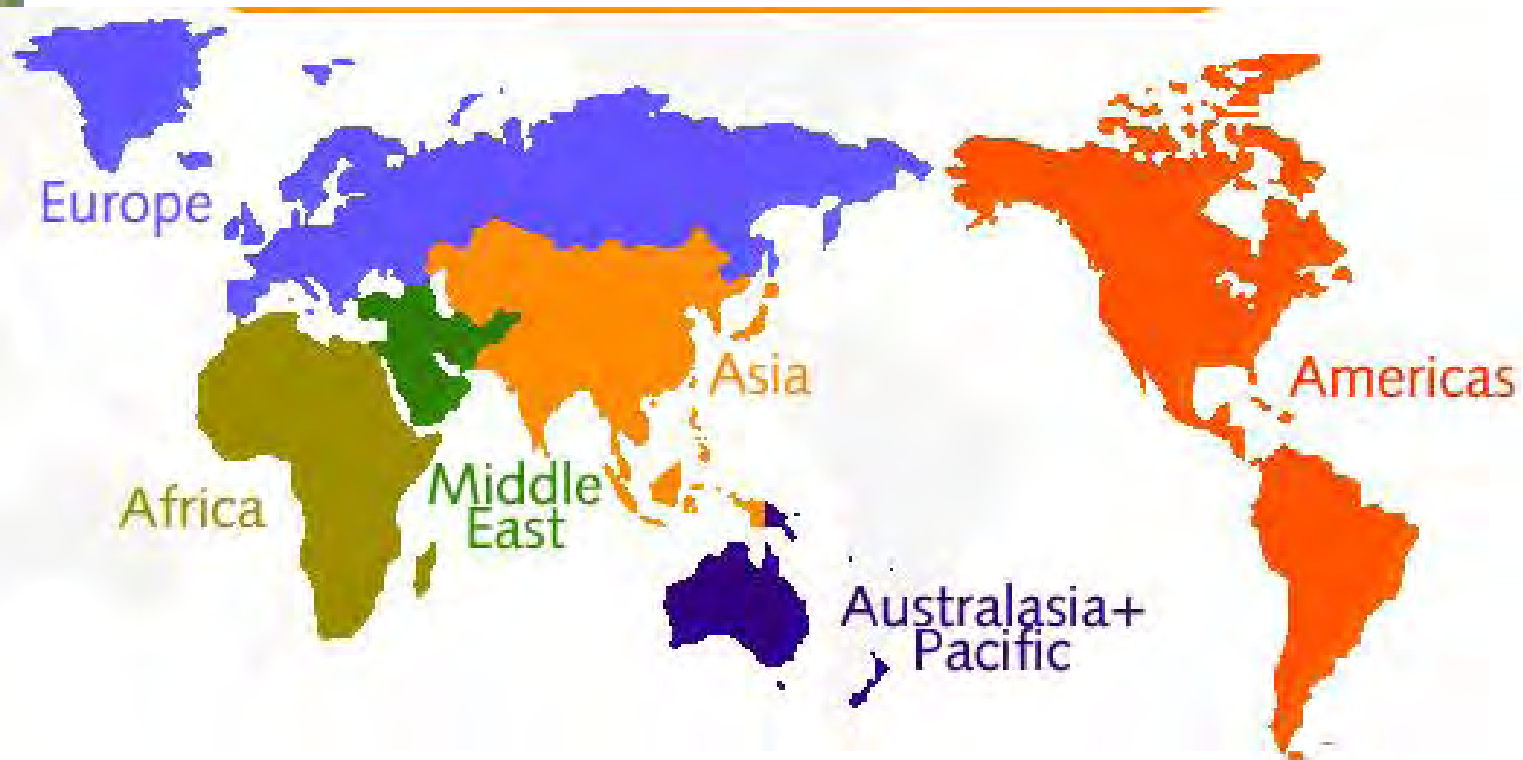 Europe
Asia
Americas
Africa
Middle
East
Australasia+
Pacific